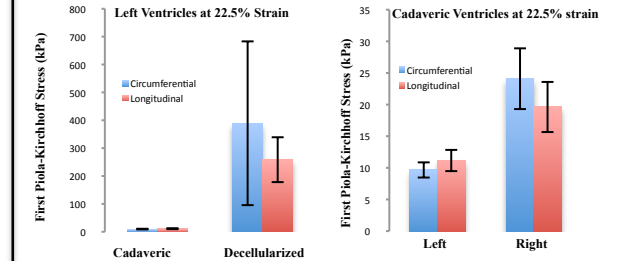 Left Ventricles at 22.5% Strain
First Piola-Kirchhoff Stress (kPa)
800
700
600
500
400
300
200
100
0
Circumferential
Longitudinal
Cadaveric
Decellularized
Cadaveric Ventricles at 22.5% strain
First Piola-Kirchhoff Stress (kPa)
35
30
25
20
15
10
5
0
Circumferential
Longitudinal
Left
Right